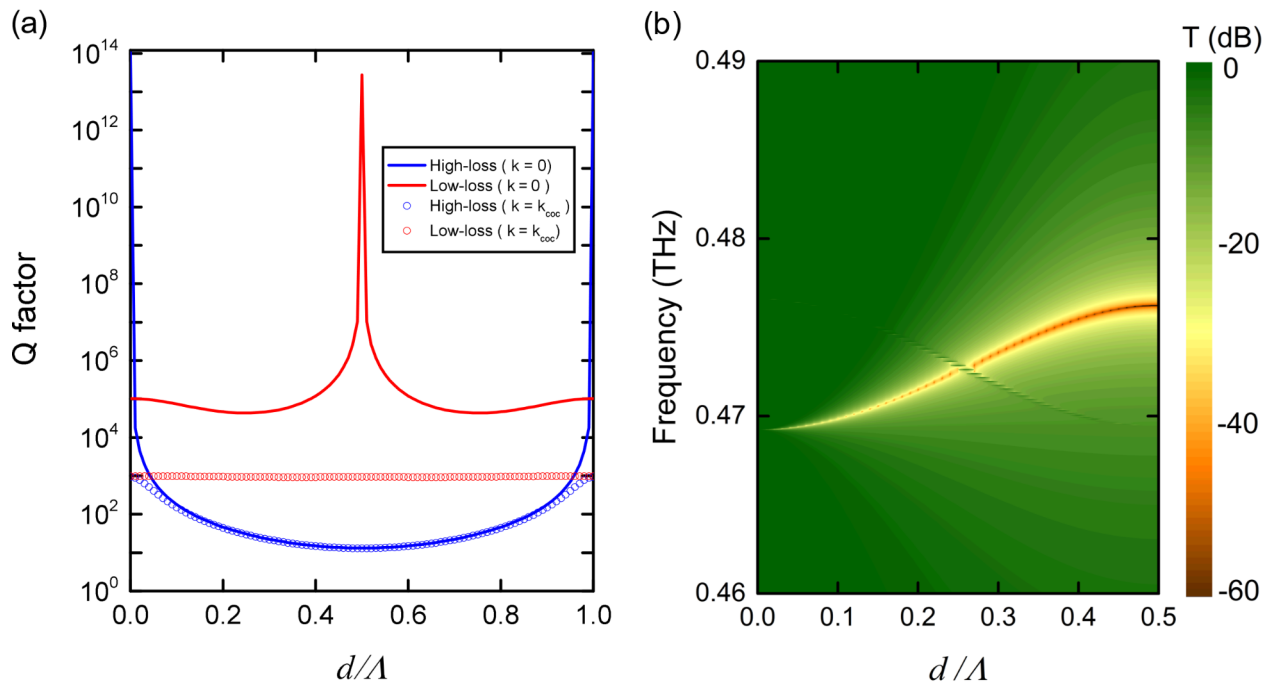 (a)
10^14
10^12
10^10
10^8
10^6
10^4
10^2
10^0
Q factor
High-loss ( k = 0)
Low-loss ( k = 0 )
High-loss ( k = k_coc )
Low-loss ( k = k_coc)
0.0 0.2 0.4 0.6 0.8 1.0
d/Λ
(b)
T (dB)
0.49
0.48
0.47
0.46
Frequency (THz)
0.0 0.1 0.2 0.3 0.4 0.5
d/Λ
0
-20
-40
-60